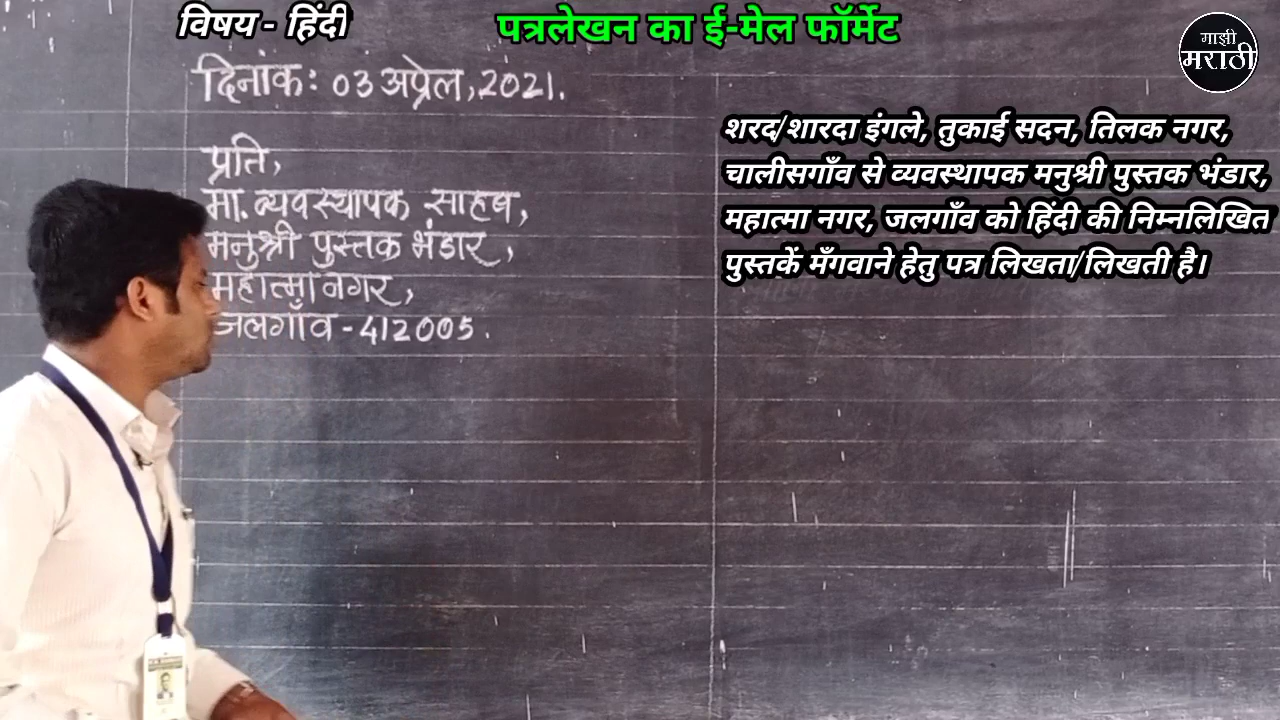 विषय - हिंदी
पत्रलेखन का ई-मेल फॉर्मेट
माझी
मराठी
दिनांक: 03 अप्रेल, 2021.
प्रति,
मा. व्यवस्थापक साहब,
मनुश्री पुस्तक भंडार,
महात्मा नगर,
जलगाँव - 412005.
शरद/शारदा इंगले, तुकाई सदन, तिलक नगर,
चालीसगाँव से व्यवस्थापक मनुश्री पुस्तक भंडार,
महात्मा नगर, जलगाँव को हिंदी की निम्नलिखित
पुस्तकें मँगवाने हेतु पत्र लिखता/लिखती है।